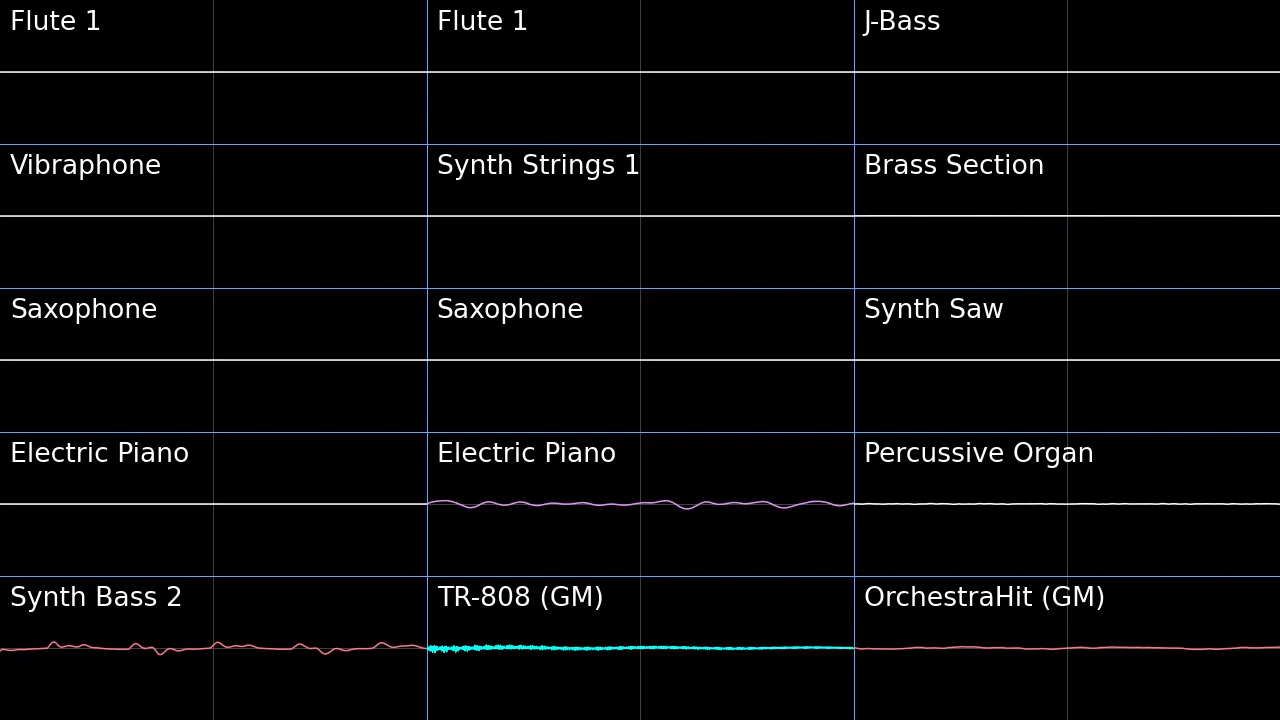 Flute 1
Flute 1
J-Bass
Vibraphone
Synth Strings 1
Brass Section
Saxophone
Saxophone
Synth Saw
Electric Piano
Electric Piano
Percussive Organ
Synth Bass 2
TR-808 (GM)
OrchestraHit (GM)